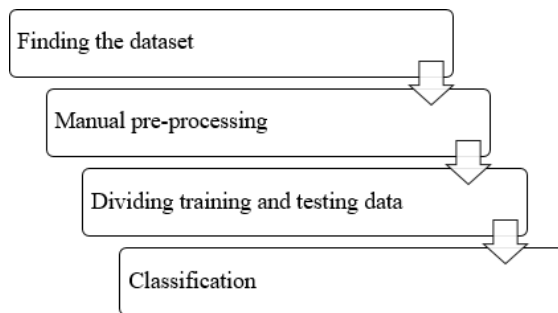 Finding the dataset
Manual pre-processing
Dividing training and testing data
Classification